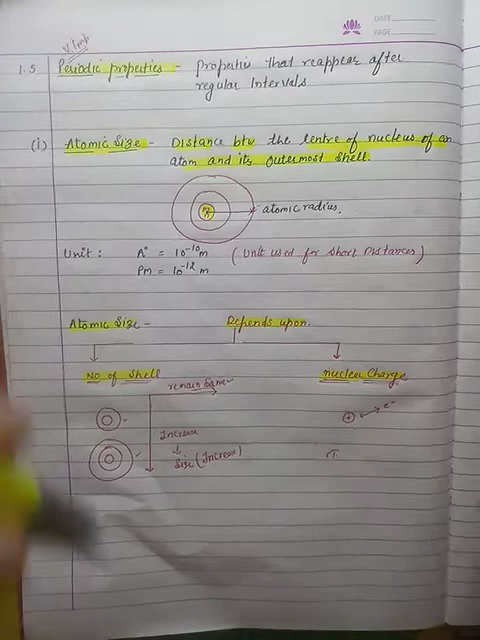 DATE
PAGE
V.Imp
1.5 Periodic properties - Properties that reappear after
regular Intervals
(i) Atomic Size - Distance btw the centre of nucleus of an
atom and its outermost shell.
atomic radius.
Unit : A° = 10⁻¹⁰m (Unit used for Short Distances)
Pm = 10⁻¹² m
Atomic Size - Depends upon.
No of shell nuclear Charge
remain same
+ e⁻
Increase
↓
Size (Increase)